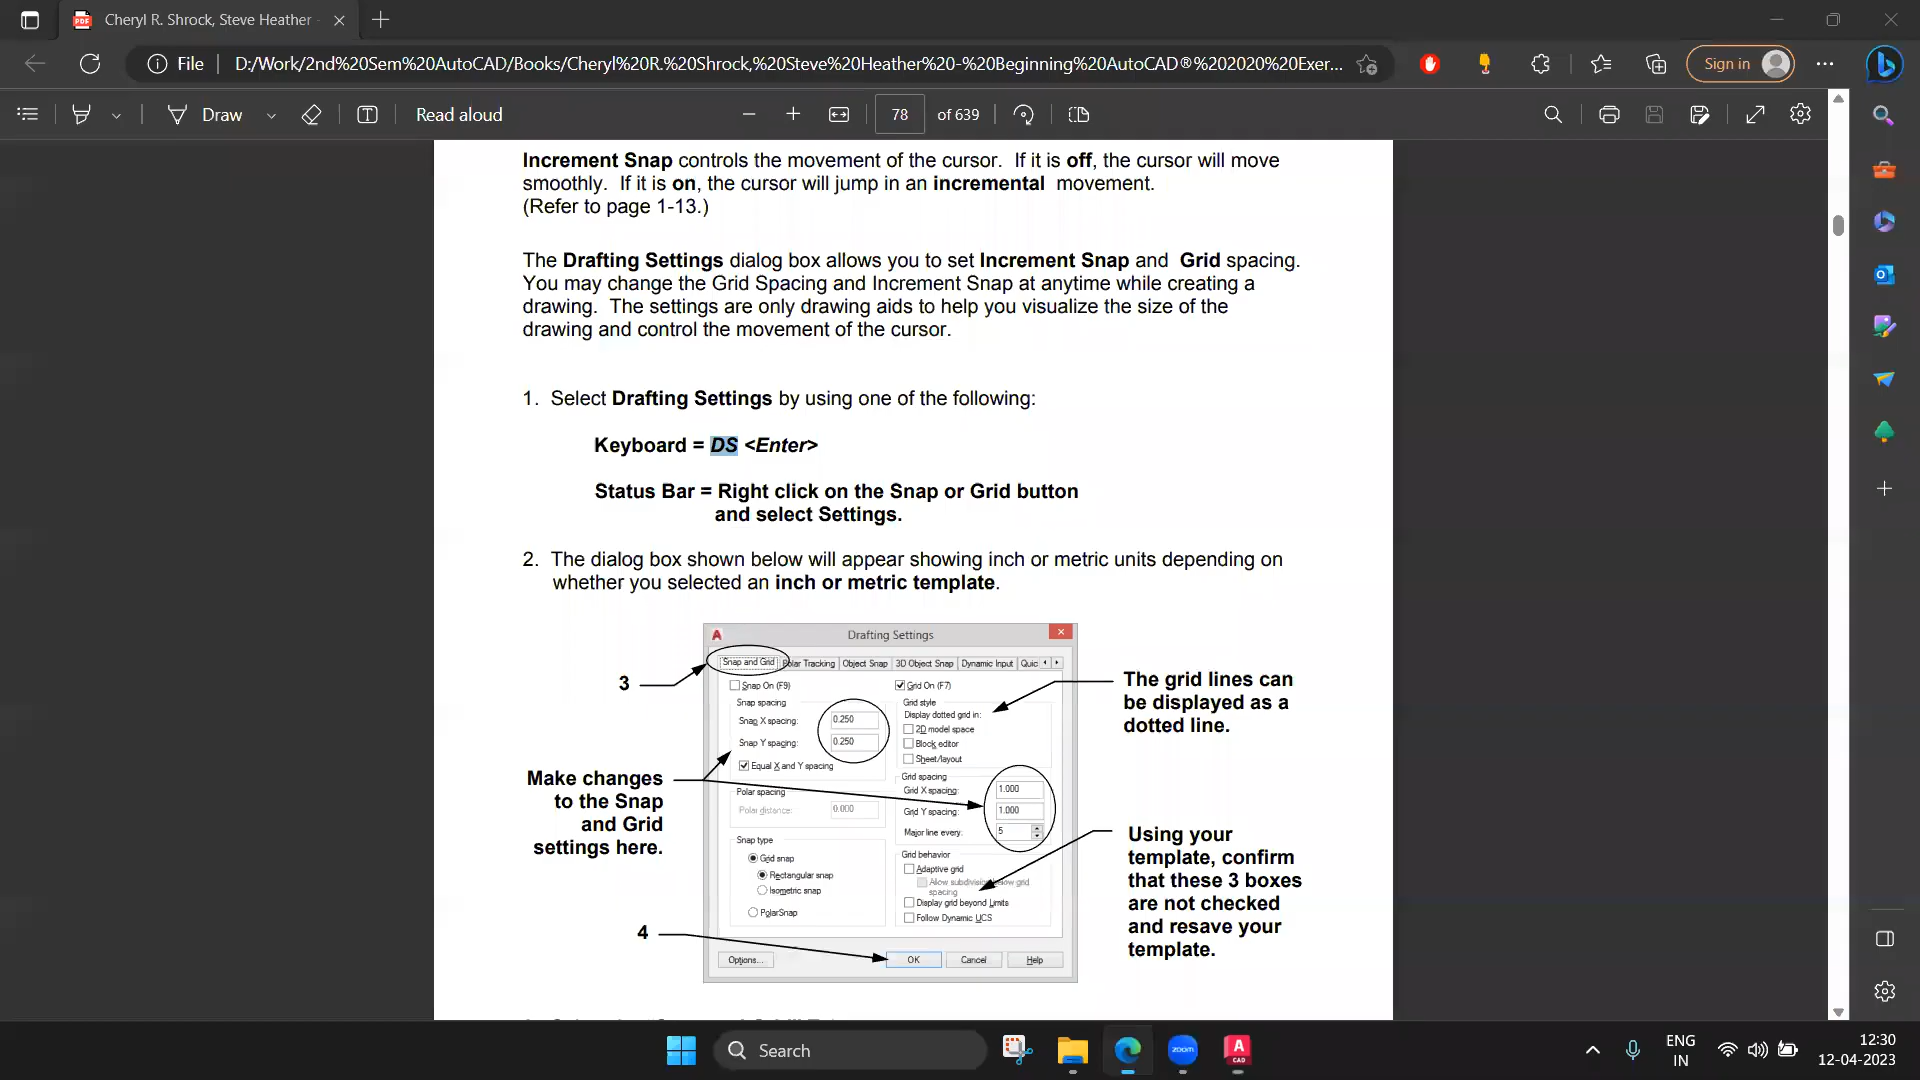 Cheryl R. Shrock, Steve Heather -
File
D:/Work/2nd%20Sem%20AutoCAD/Books/Cheryl%20R.%20Shrock,%20Steve%20Heather%20-%20Beginning%20AutoCAD®%202020%20Exer...
Sign in
Draw
Read aloud
78
of 639
Increment Snap controls the movement of the cursor. If it is off, the cursor will move
smoothly. If it is on, the cursor will jump in an incremental movement.
(Refer to page 1-13.)
The Drafting Settings dialog box allows you to set Increment Snap and Grid spacing.
You may change the Grid Spacing and Increment Snap at anytime while creating a
drawing. The settings are only drawing aids to help you visualize the size of the
drawing and control the movement of the cursor.
1. Select Drafting Settings by using one of the following:
Keyboard = DS <Enter>
Status Bar = Right click on the Snap or Grid button
and select Settings.
2. The dialog box shown below will appear showing inch or metric units depending on
whether you selected an inch or metric template.
Drafting Settings
Snap and Grid
Polar Tracking
Object Snap
3D Object Snap
Dynamic Input
Quic
3
Snap On (F9)
Snap spacing
Snap X spacing:
0.250
Snap Y spacing:
0.250
Equal X and Y spacing
Polar spacing
Polar distance:
0.000
Snap type
Grid snap
Rectangular snap
Isometric snap
PolarSnap
Grid On (F7)
Grid style
Display dotted grid in:
2D model space
Block editor
Sheet/layout
Grid spacing
Grid X spacing:
1.000
Grid Y spacing:
1.000
Major line every:
5
Grid behavior
Adaptive grid
Allow subdivision below grid
spacing
Display grid beyond Limits
Follow Dynamic UCS
Options...
OK
Cancel
Help
Make changes
to the Snap
and Grid
settings here.
4
The grid lines can
be displayed as a
dotted line.
Using your
template, confirm
that these 3 boxes
are not checked
and resave your
template.
Search
zoom
A
CAD
ENG
IN
12:30
12-04-2023